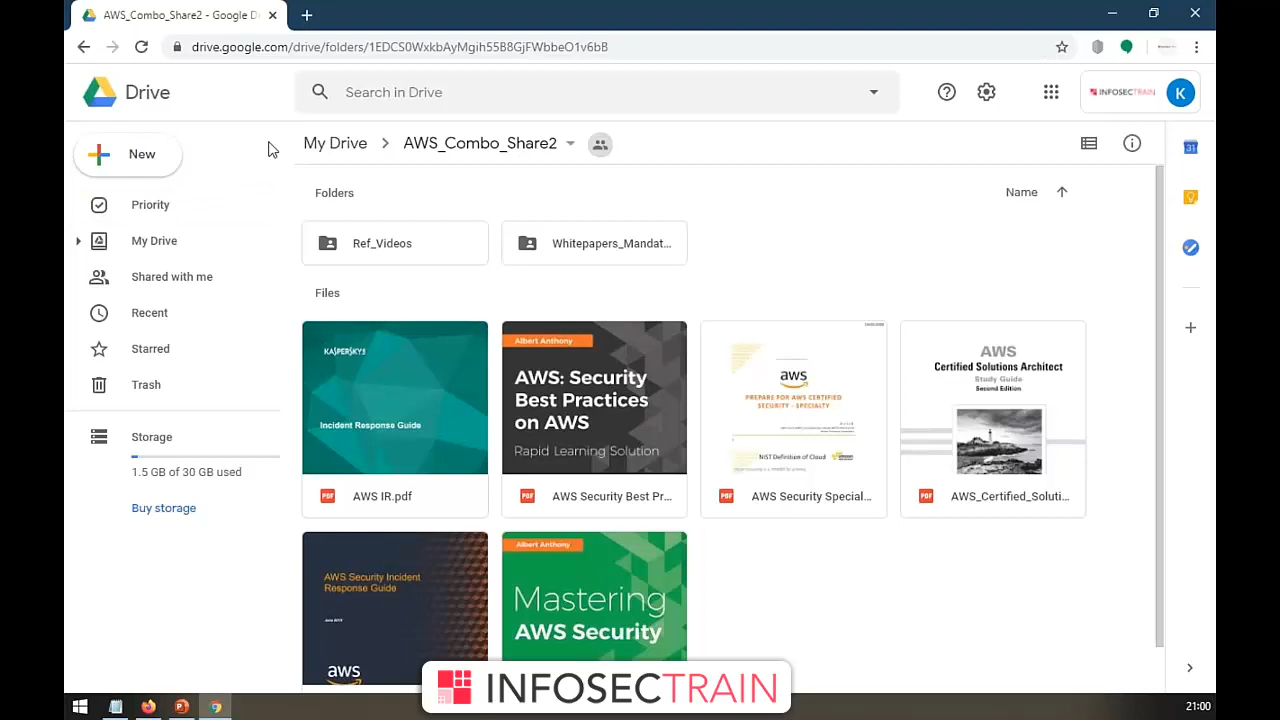 AWS_Combo_Share2 - Google D
drive.google.com/drive/folders/1EDCS0WxkbAyMgih55B8GjFWbbeO1v6bB
Drive
Search in Drive
INFOSECTRAIN
K
New
My Drive
AWS_Combo_Share2
31
Priority
My Drive
Shared with me
Recent
Starred
Trash
Storage
1.5 GB of 30 GB used
Buy storage
Folders
Name
Ref_Videos
Whitepapers_Mandat...
Files
KASPERSKY
Incident Response Guide
AWS IR.pdf
Albert Anthony
AWS: Security
Best Practices
on AWS
Rapid Learning Solution
AWS Security Best Pr...
aws
PREPARE FOR AWS CERTIFIED
SECURITY - SPECIALTY
NIST Definition of Cloud
AWS Security Special...
AWS
Certified Solutions Architect
Study Guide
Second Edition
AWS_Certified_Soluti...
AWS Security Incident
Response Guide
aws
Albert Anthony
Mastering
AWS Security
INFOSECTRAIN
21:00